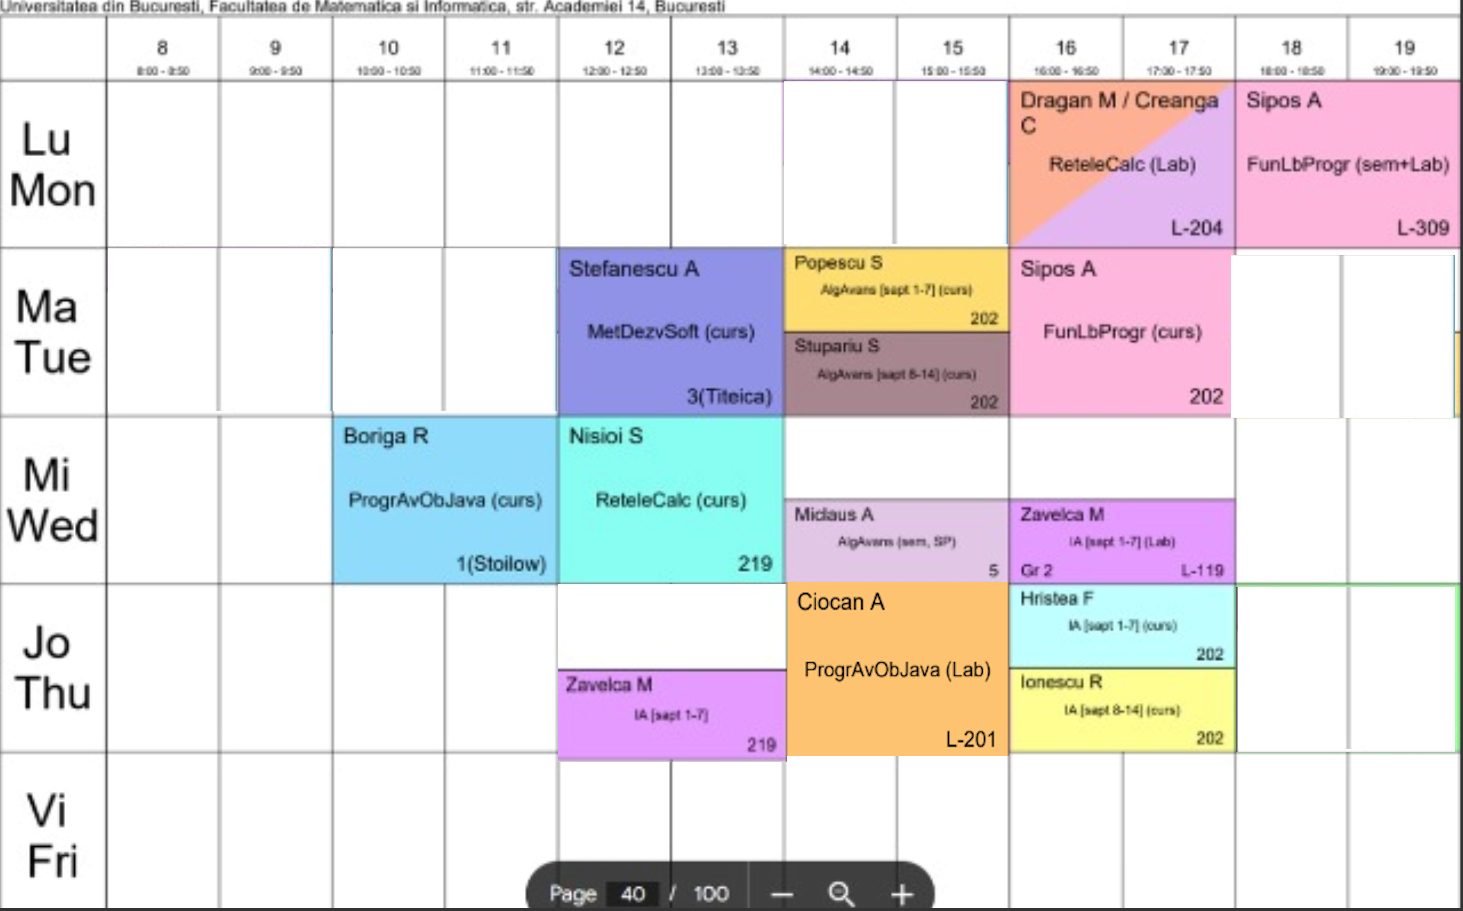 Universitatea din Bucuresti, Facultatea de Matematica si Informatica, str. Academiei 14, Bucuresti
8 9 10 11 12 13 14 15 16 17 18 19
8:00 - 8:50 9:00 - 9:50 10:00 - 10:50 11:00 - 11:50 12:00 - 12:50 13:00 - 13:50 14:00 - 14:50 15:00 - 15:50 16:00 - 16:50 17:00 - 17:50 18:00 - 18:50 19:00 - 19:50
Lu
Mon
Dragan M / Creanga
C
ReteleCalc (Lab)
L-204
Sipos A
FunLbProgr (sem+Lab)
L-309
Ma
Tue
Stefanescu A
MetDezvSoft (curs)
3(Titeica)
Popescu S
AlgAvans [sapt 1-7] (curs)
202
Stupariu S
AlgAvans [sapt 8-14] (curs)
202
Sipos A
FunLbProgr (curs)
202
Mi
Wed
Boriga R
ProgrAvObJava (curs)
1(Stoilow)
Nisioi S
ReteleCalc (curs)
219
Miclaus A
AlgAvans (sem, SP)
5
Zavelca M
IA [sapt 1-7] (Lab)
Gr 2 L-119
Jo
Thu
Zavelca M
IA [sapt 1-7]
219
Ciocan A
ProgrAvObJava (Lab)
L-201
Hristea F
IA [sapt 1-7] (curs)
202
Ionescu R
IA [sapt 8-14] (curs)
202
Vi
Fri
Page 40 / 100